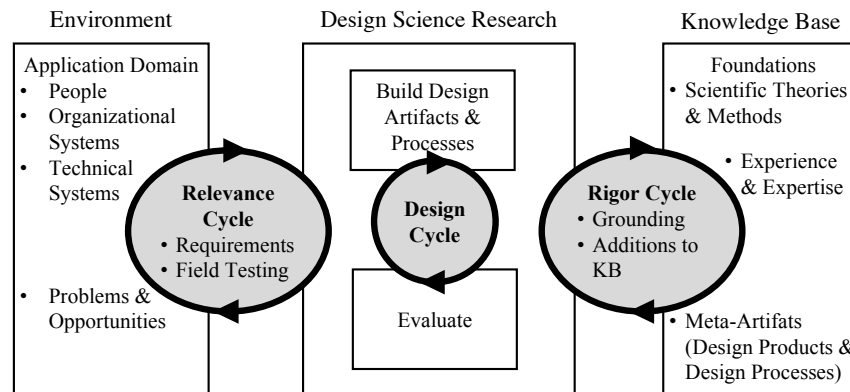 Environment
Design Science Research
Knowledge Base
Application Domain
• People
• Organizational
Systems
• Technical
Systems
• Problems &
Opportunities
Relevance
Cycle
• Requirements
• Field Testing
Build Design
Artifacts &
Processes
Design
Cycle
Evaluate
Rigor Cycle
• Grounding
• Additions to
KB
Foundations
• Scientific Theories
& Methods
• Experience
& Expertise
• Meta-Artifats
(Design Products &
Design Processes)